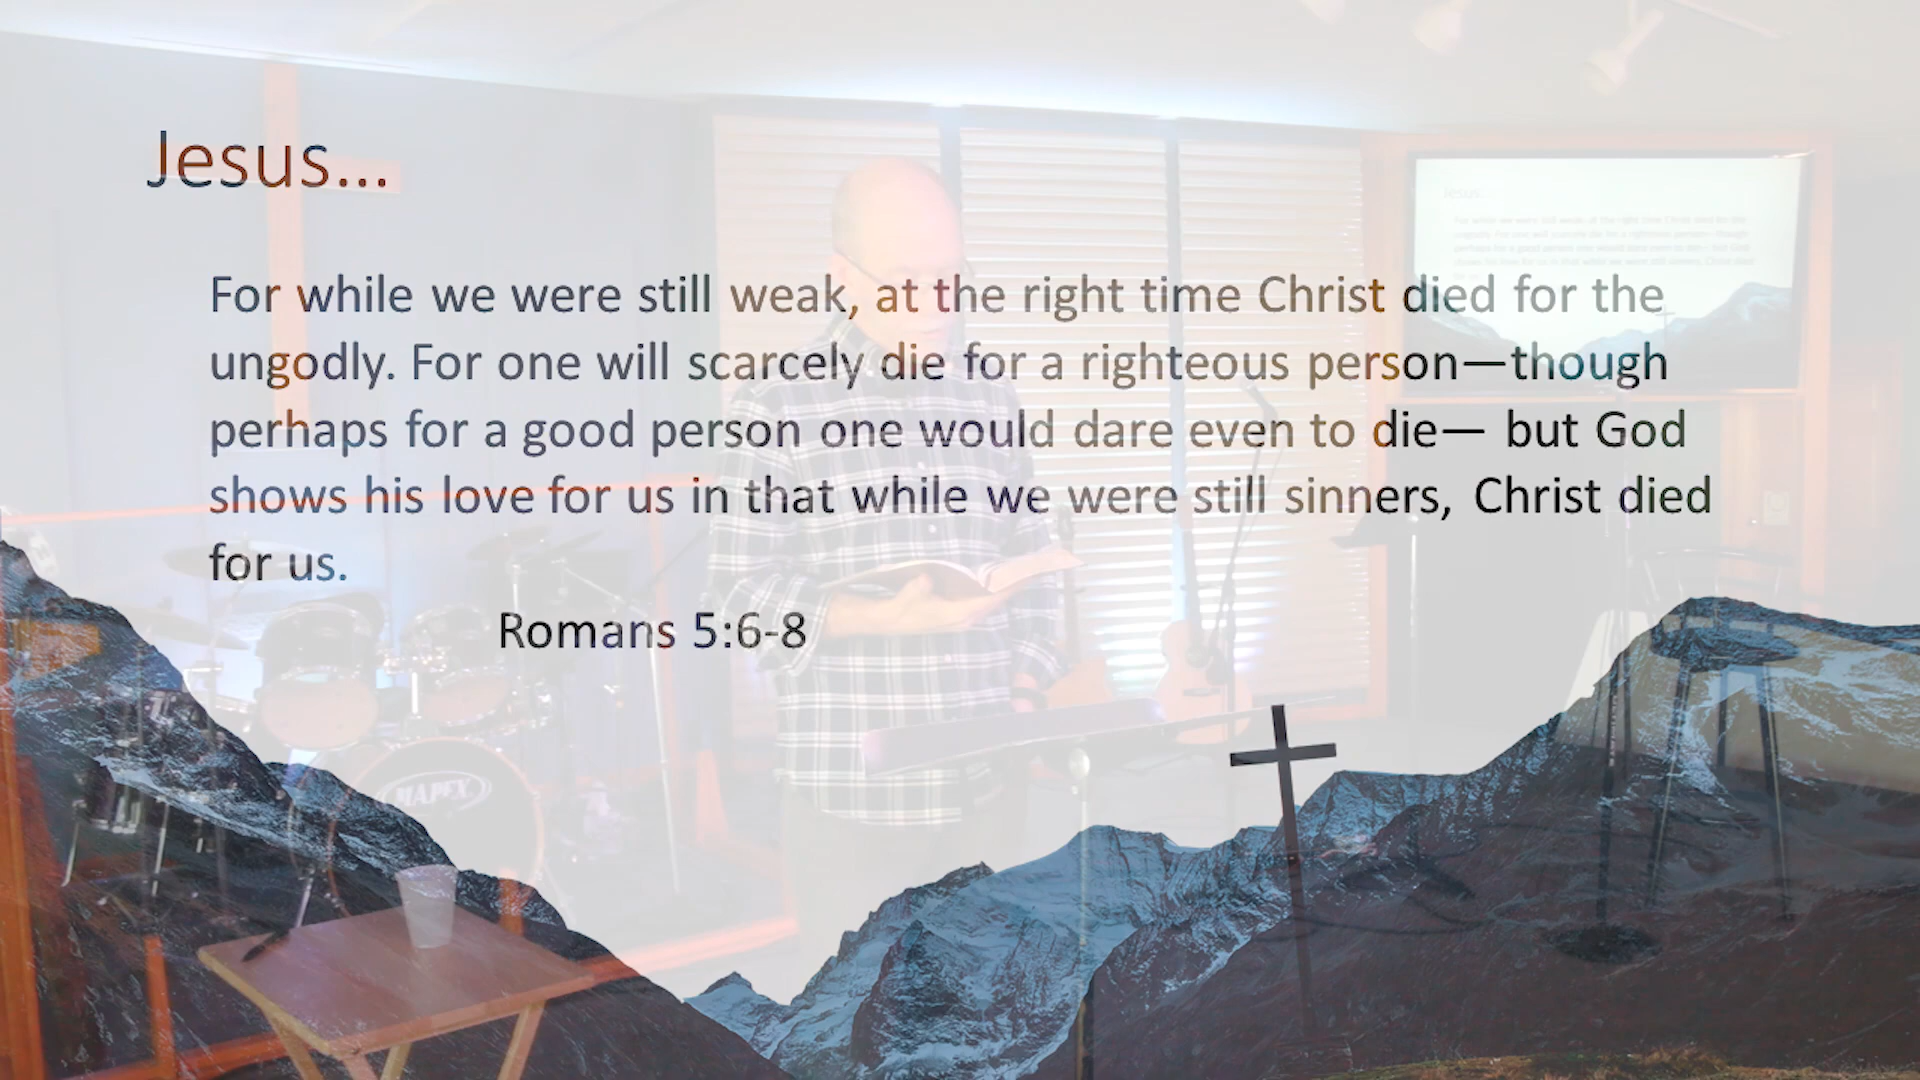 Jesus...
For while we were still weak, at the right time Christ died for the
ungodly. For one will scarcely die for a righteous person—though
perhaps for a good person one would dare even to die— but God
shows his love for us in that while we were still sinners, Christ died
for us.
Romans 5:6-8
MAPEX